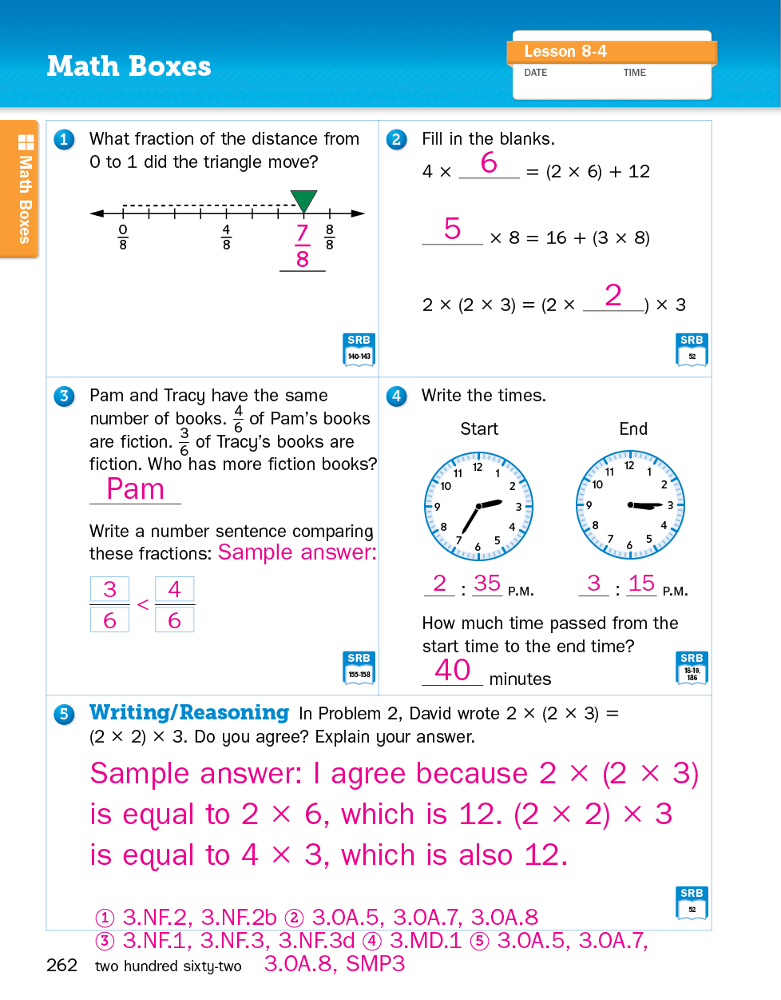 Math Boxes
Lesson 8-4
DATE TIME
Math Boxes
1 What fraction of the distance from
0 to 1 did the triangle move?
0/8 4/8 7/8 8/8
SRB
140-143
2 Fill in the blanks.
4 × 6 = (2 × 6) + 12
5 × 8 = 16 + (3 × 8)
2 × (2 × 3) = (2 × 2) × 3
SRB
52
3 Pam and Tracy have the same
number of books. 4/6 of Pam's books
are fiction. 3/6 of Tracy's books are
fiction. Who has more fiction books?
Pam
Write a number sentence comparing
these fractions: Sample answer:
3/6 < 4/6
SRB
155-158
4 Write the times.
Start End
12 1 2 3 4 5 6 7 8 9 10 11
12 1 2 3 4 5 6 7 8 9 10 11
2 : 35 P.M. 3 : 15 P.M.
How much time passed from the
start time to the end time?
40 minutes
SRB
18-19,
186
5 Writing/Reasoning In Problem 2, David wrote 2 × (2 × 3) =
(2 × 2) × 3. Do you agree? Explain your answer.
Sample answer: I agree because 2 × (2 × 3)
is equal to 2 × 6, which is 12. (2 × 2) × 3
is equal to 4 × 3, which is also 12.
SRB
52
① 3.NF.2, 3.NF.2b ② 3.OA.5, 3.OA.7, 3.OA.8
③ 3.NF.1, 3.NF.3, 3.NF.3d ④ 3.MD.1 ⑤ 3.OA.5, 3.OA.7,
262 two hundred sixty-two 3.OA.8, SMP3